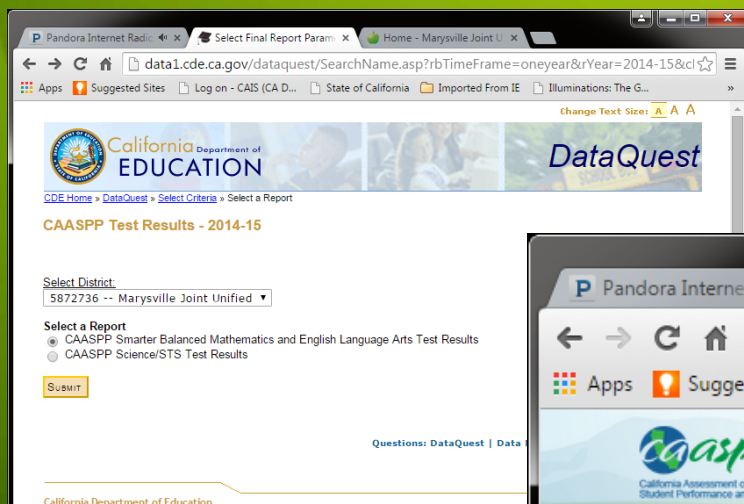 Pandora Internet Radio
Select Final Report Param
Home - Marysville Joint U
data1.cde.ca.gov/dataquest/SearchName.asp?rbTimeFrame=oneyear&rYear=2014-15&cl
Apps Suggested Sites Log on - CAIS (CA D... State of California Imported From IE Illuminations: The G... »
Change Text Size: A A A
California Department of
EDUCATION
DataQuest
CDE Home » DataQuest » Select Criteria » Select a Report
CAASPP Test Results - 2014-15
Select District:
5872736 -- Marysville Joint Unified
Select a Report
CAASPP Smarter Balanced Mathematics and English Language Arts Test Results
CAASPP Science/STS Test Results
SUBMIT
Questions: DataQuest | Data
California Department of Education
P Pandora Interne
Apps Sugge
caasp
California Assessment o
Student Performance an